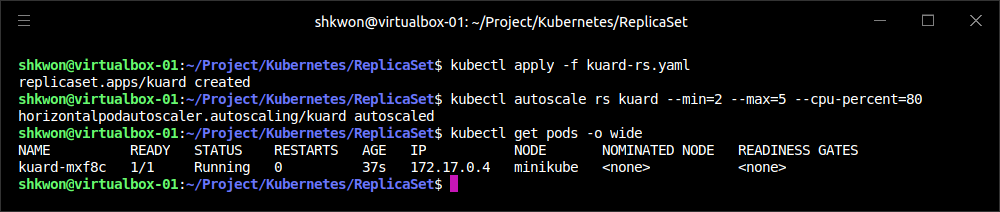 shkwon@virtualbox-01: ~/Project/Kubernetes/ReplicaSet
shkwon@virtualbox-01:~/Project/Kubernetes/ReplicaSet$ kubectl apply -f kuard-rs.yaml
replicaset.apps/kuard created
shkwon@virtualbox-01:~/Project/Kubernetes/ReplicaSet$ kubectl autoscale rs kuard --min=2 --max=5 --cpu-percent=80
horizontalpodautoscaler.autoscaling/kuard autoscaled
shkwon@virtualbox-01:~/Project/Kubernetes/ReplicaSet$ kubectl get pods -o wide
NAME          READY   STATUS    RESTARTS   AGE   IP           NODE       NOMINATED NODE   READINESS GATES
kuard-mxf8c   1/1     Running   0          37s   172.17.0.4   minikube   <none>           <none>
shkwon@virtualbox-01:~/Project/Kubernetes/ReplicaSet$